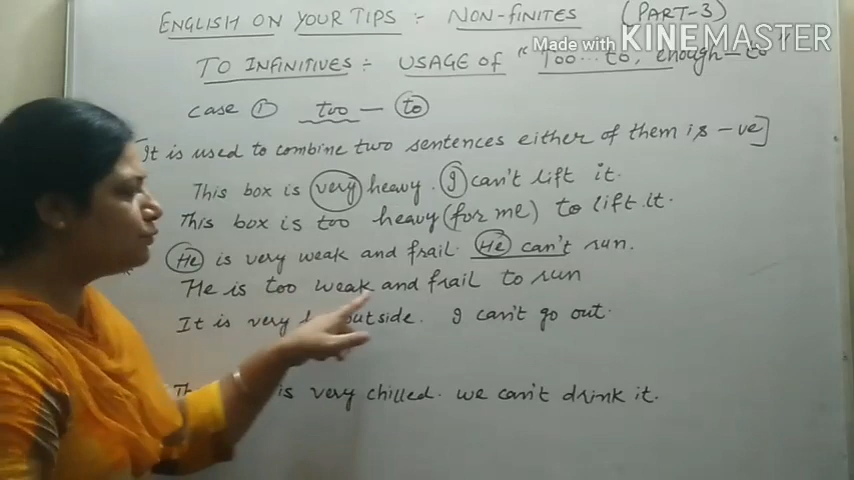 ENGLISH ON YOUR TIPS :- NON-FINITES (PART-3)
Made with KINEMASTER
TO INFINITIVES :- USAGE OF "Too...to, enough-to"
case ① too — to
[It is used to combine two sentences either of them is -ve]
This box is very heavy. I can't lift it.
This box is too heavy (for me) to lift it.
He is very weak and frail. He can't run.
He is too weak and frail to run
It is very outside. I can't go out.
is very chilled. we can't drink it.